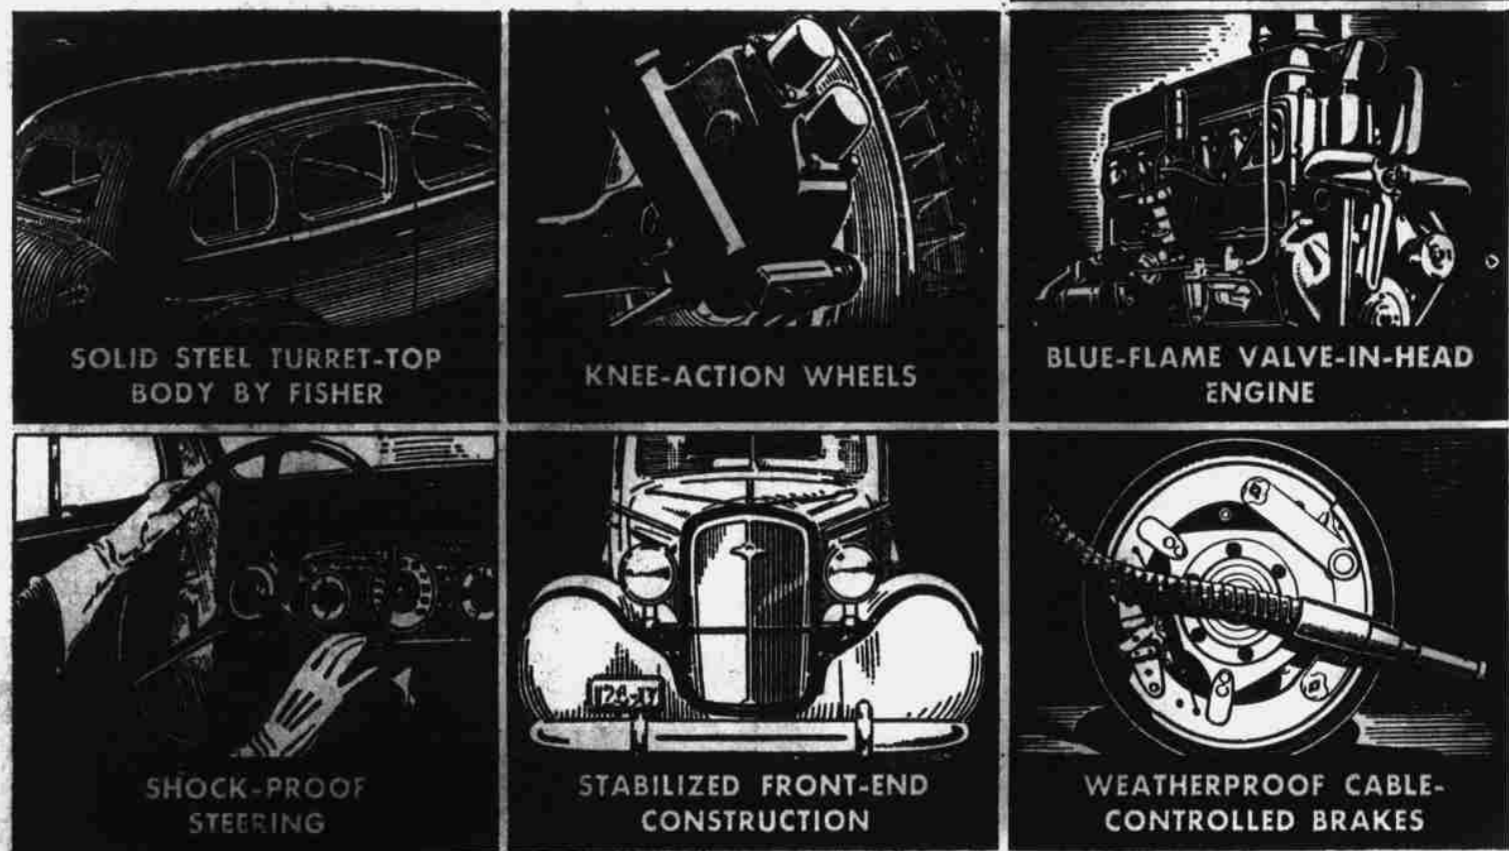 SOLID STEEL TURRET-TOP
BODY BY FISHER
KNEE-ACTION WHEELS
BLUE-FLAME VALVE-IN-HEAD
ENGINE
SHOCK-PROOF
STEERING
STABILIZED FRONT-END
CONSTRUCTION
WEATHERPROOF CABLE-
CONTROLLED BRAKES